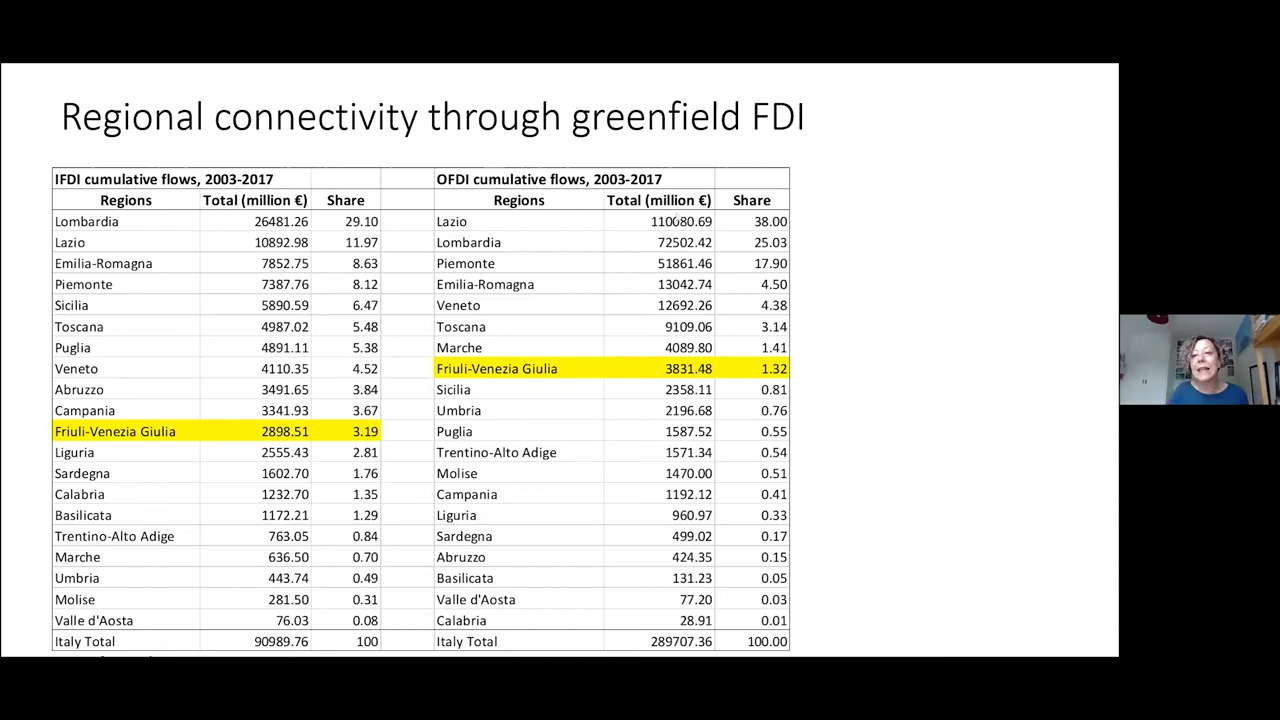 Regional connectivity through greenfield FDI
IFDI cumulative flows, 2003-2017 OFDI cumulative flows, 2003-2017
Regions Total (million €) Share Regions Total (million €) Share
Lombardia 26481.26 29.10 Lazio 110080.69 38.00
Lazio 10892.98 11.97 Lombardia 72502.42 25.03
Emilia-Romagna 7852.75 8.63 Piemonte 51861.46 17.90
Piemonte 7387.76 8.12 Emilia-Romagna 13042.74 4.50
Sicilia 5890.59 6.47 Veneto 12692.26 4.38
Toscana 4987.02 5.48 Toscana 9109.06 3.14
Puglia 4891.11 5.38 Marche 4089.80 1.41
Veneto 4110.35 4.52 Friuli-Venezia Giulia 3831.48 1.32
Abruzzo 3491.65 3.84 Sicilia 2358.11 0.81
Campania 3341.93 3.67 Umbria 2196.68 0.76
Friuli-Venezia Giulia 2898.51 3.19 Puglia 1587.52 0.55
Liguria 2555.43 2.81 Trentino-Alto Adige 1571.34 0.54
Sardegna 1602.70 1.76 Molise 1470.00 0.51
Calabria 1232.70 1.35 Campania 1192.12 0.41
Basilicata 1172.21 1.29 Liguria 960.97 0.33
Trentino-Alto Adige 763.05 0.84 Sardegna 499.02 0.17
Marche 636.50 0.70 Abruzzo 424.35 0.15
Umbria 443.74 0.49 Basilicata 131.23 0.05
Molise 281.50 0.31 Valle d'Aosta 77.20 0.03
Valle d'Aosta 76.03 0.08 Calabria 28.91 0.01
Italy Total 90989.76 100 Italy Total 289707.36 100.00